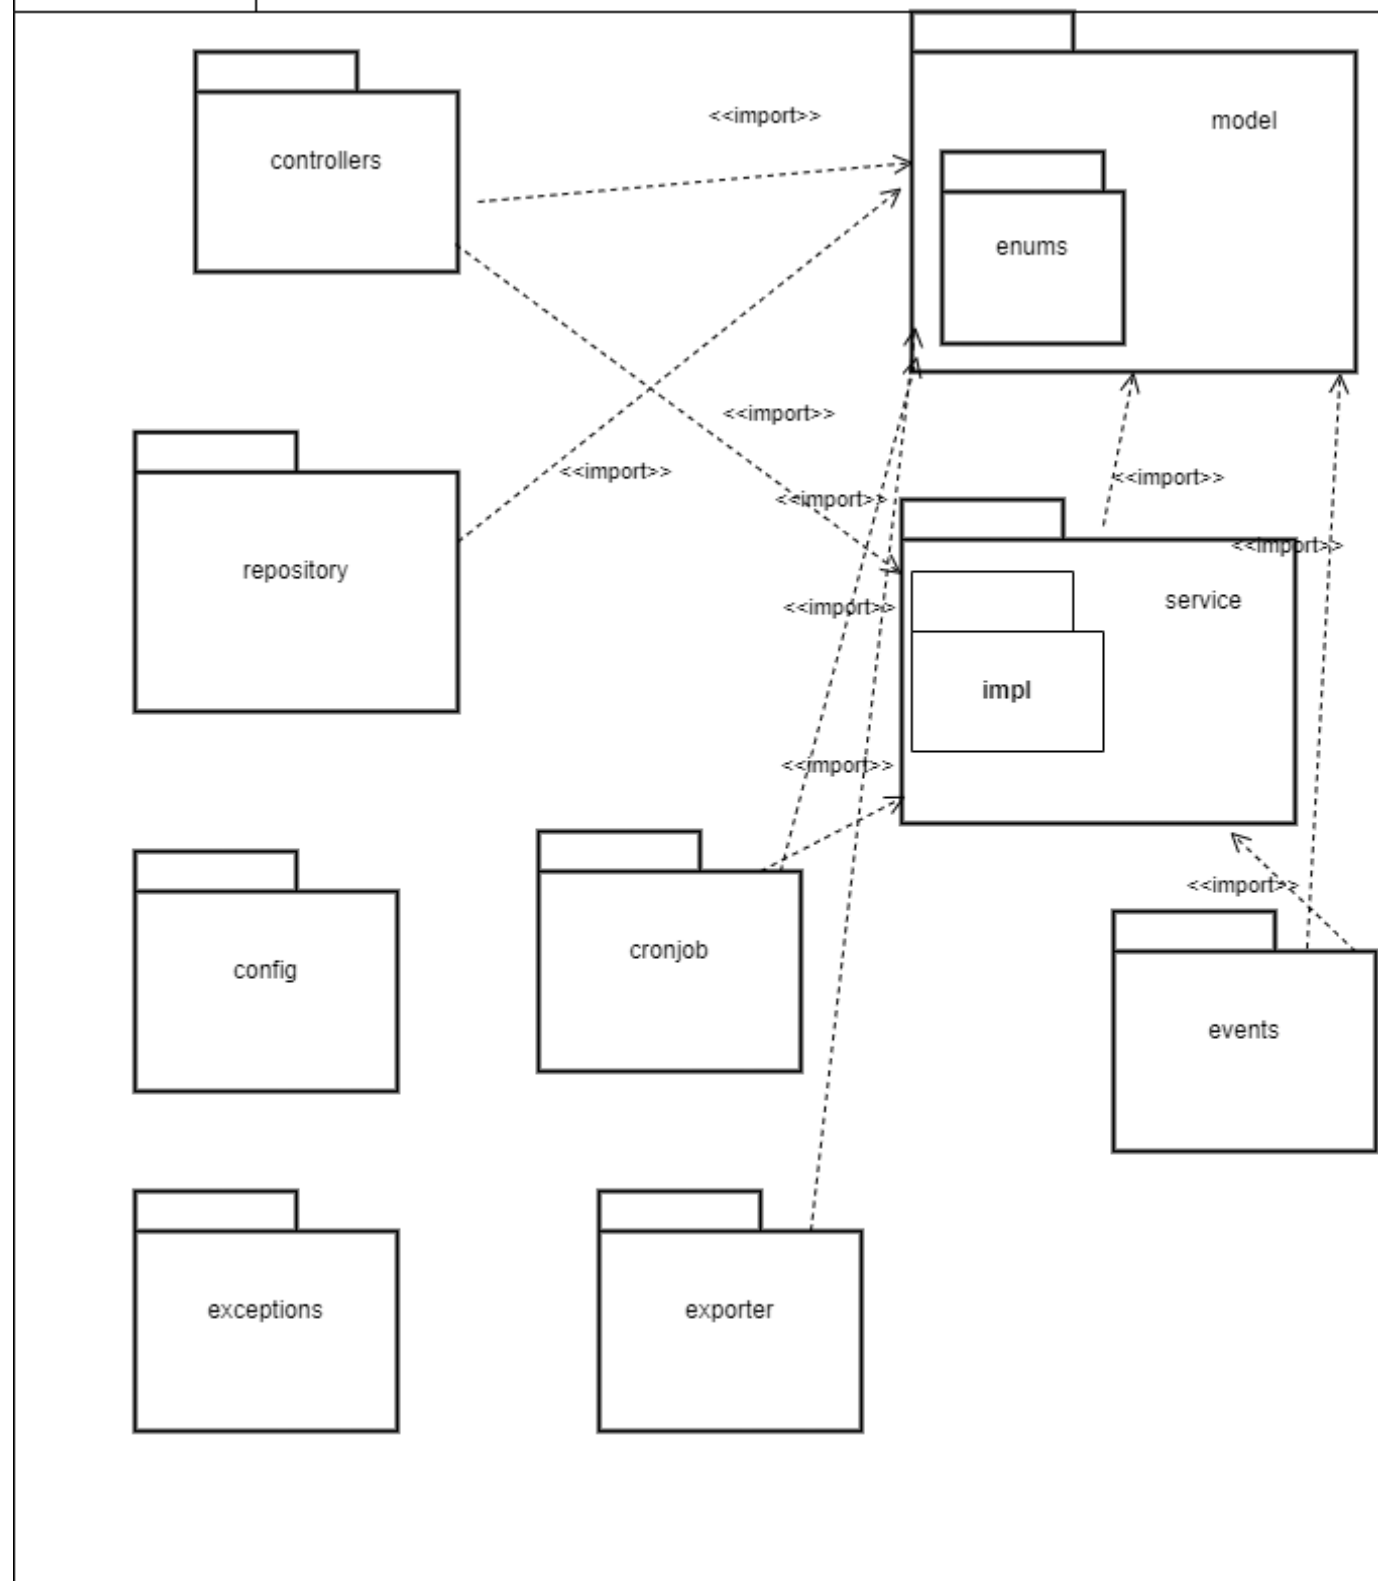 <<import>>
model
controllers
enums
<<import>>
<<import>>
<<import>>
<<import>>
<<import>>
repository
service
<<import>>
impl
<<import>>
<<import>>
cronjob
config
events
exceptions
exporter